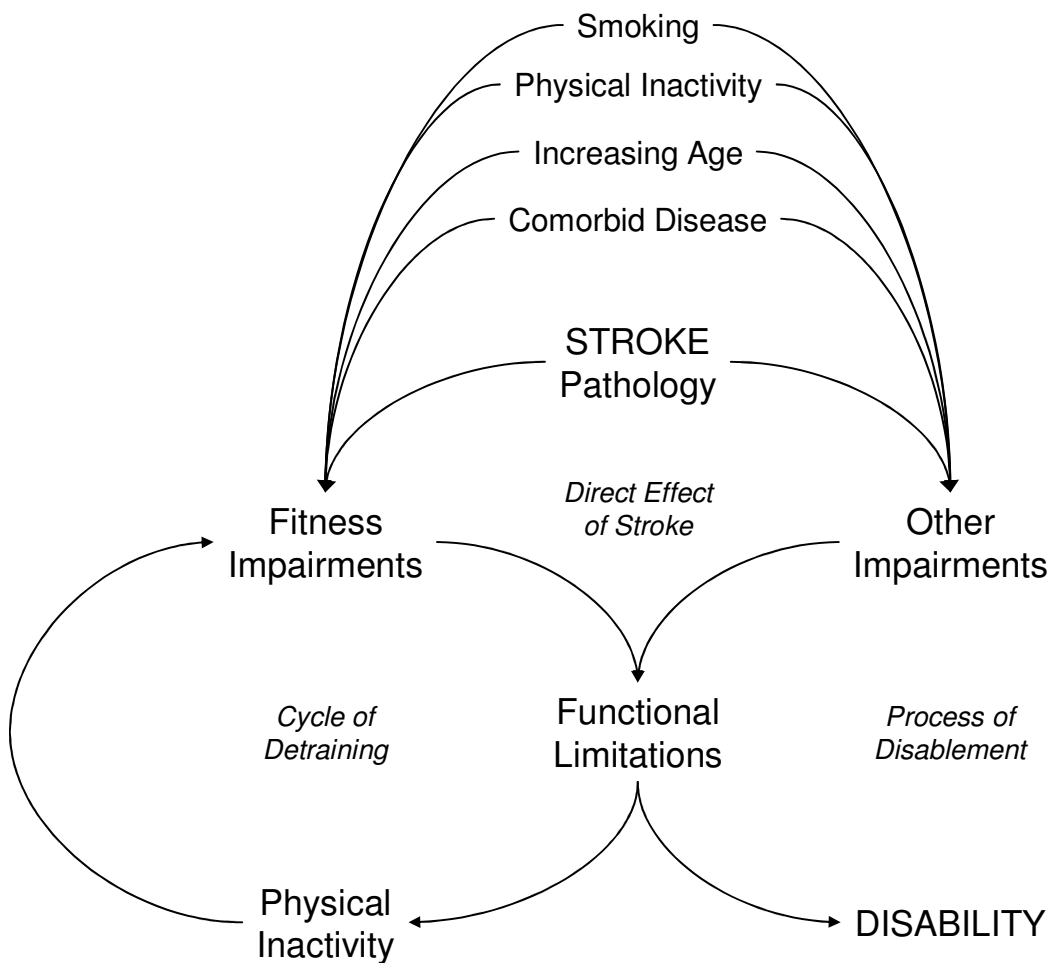 Smoking
Physical Inactivity
Increasing Age
Comorbid Disease
STROKE
Pathology
Direct Effect
of Stroke
Fitness
Impairments
Other
Impairments
Cycle of
Detraining
Functional
Limitations
Process of
Disablement
Physical
Inactivity
DISABILITY